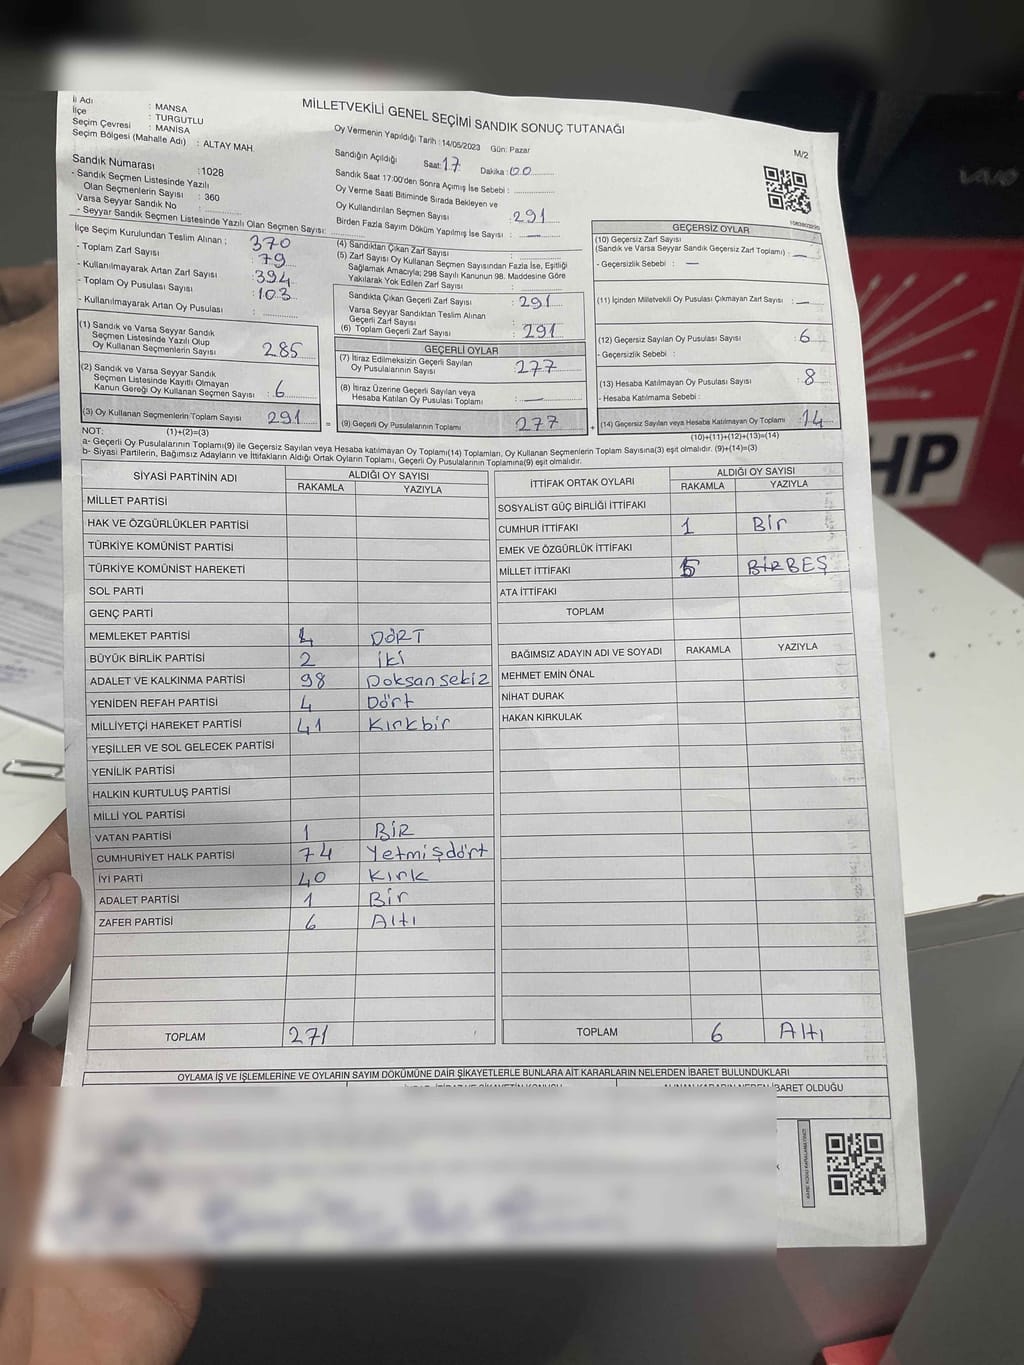 MİLLETVEKİLİ GENEL SEÇİMİ SANDIK SONUÇ TUTANAĞI
İl Adı : MANSA
İlçe : TURGUTLU
Seçim Çevresi : MANİSA
Seçim Bölgesi (Mahalle Adı) : ALTAY MAH.
Oy Vermenin Yapıldığı Tarih : 14/05/2023 Gün: Pazar
M/2
Sandık Numarası : 1028
- Sandık Seçmen Listesinde Yazılı
Olan Seçmenlerin Sayısı : 360
Varsa Seyyar Sandık No :
- Seyyar Sandık Seçmen Listesinde Yazılı Olan Seçmen Sayısı:
Sandığın Açıldığı Saat: 17 Dakika : 00
Sandık Saat 17:00'den Sonra Açımış İse Sebebi :
Oy Verme Saati Bitiminde Sırada Bekleyen ve
Oy Kullandırılan Seçmen Sayısı : 291
Birden Fazla Sayım Döküm Yapılmış İse Sayısı : —
İlçe Seçim Kurulundan Teslim Alınan ;
- Toplam Zarf Sayısı : 370
- Kullanılmayarak Artan Zarf Sayısı : 79
- Toplam Oy Pusulası Sayısı : 394
- Kullanılmayarak Artan Oy Pusulası : 103
(1) Sandık ve Varsa Seyyar Sandık
Seçmen Listesinde Yazılı Olup
Oy Kullanan Seçmenlerin Sayısı : 285
(2) Sandık ve Varsa Seyyar Sandık
Seçmen Listesinde Kayıtlı Olmayan
Kanun Gereği Oy Kullanan Seçmen Sayısı : 6
(3) Oy Kullanan Seçmenlerin Toplam Sayısı : 291
(4) Sandıktan Çıkan Zarf Sayısı :
(5) Zarf Sayısı Oy Kullanan Seçmen Sayısından Fazla İse, Eşitliği
Sağlamak Amacıyla; 298 Sayılı Kanunun 98. Maddesine Göre
Yakılarak Yok Edilen Zarf Sayısı :
Sandıkta Çıkan Geçerli Zarf Sayısı : 291
Varsa Seyyar Sandıktan Teslim Alınan
Geçerli Zarf Sayısı :
(6) Toplam Geçerli Zarf Sayısı : 291
GEÇERLİ OYLAR
(7) İtiraz Edilmeksizin Geçerli Sayılan
Oy Pusulalarının Sayısı : 277
(8) İtiraz Üzerine Geçerli Sayılan veya
Hesaba Katılan Oy Pusulası Toplamı : —
= (9) Geçerli Oy Pusulalarının Toplamı : 277
GEÇERSİZ OYLAR
(10) Geçersiz Zarf Sayısı
(Sandık ve Varsa Seyyar Sandık Geçersiz Zarf Toplamı) : —
- Geçersizlik Sebebi : —
(11) İçinden Milletvekili Oy Pusulası Çıkmayan Zarf Sayısı : —
(12) Geçersiz Sayılan Oy Pusulası Sayısı : 6
- Geçersizlik Sebebi :
(13) Hesaba Katılmayan Oy Pusulası Sayısı : 8
- Hesaba Katılmama Sebebi :
+ (14) Geçersiz Sayılan veya Hesaba Katılmayan Oy Toplamı : 14
NOT: (1)+(2)=(3)
(10)+(11)+(12)+(13)=(14)
a- Geçerli Oy Pusulalarının Toplamı(9) ile Geçersiz Sayılan veya Hesaba katılmayan Oy Toplamı(14) Toplamları, Oy Kullanan Seçmenlerin Toplam Sayısına(3) eşit olmalıdır. (9)+(14)=(3)
b- Siyasi Partilerin, Bağımsız Adayların ve İttifakların Aldığı Ortak Oyların Toplamı, Geçerli Oy Pusulalarının Toplamına(9) eşit olmalıdır.
SİYASİ PARTİNİN ADI ALDIĞI OY SAYISI
RAKAMLA YAZIYLA
MİLLET PARTİSİ
HAK VE ÖZGÜRLÜKLER PARTİSİ
TÜRKİYE KOMÜNİST PARTİSİ
TÜRKİYE KOMÜNİST HAREKETİ
SOL PARTİ
GENÇ PARTİ
MEMLEKET PARTİSİ 4 DÖRT
BÜYÜK BİRLİK PARTİSİ 2 iki
ADALET VE KALKINMA PARTİSİ 98 Doksan sekiz
YENİDEN REFAH PARTİSİ 4 Dört
MİLLİYETÇİ HAREKET PARTİSİ 41 Kırkbir
YEŞİLLER VE SOL GELECEK PARTİSİ
YENİLİK PARTİSİ
HALKIN KURTULUŞ PARTİSİ
MİLLİ YOL PARTİSİ
VATAN PARTİSİ 1 BİR
CUMHURİYET HALK PARTİSİ 74 Yetmişdört
İYİ PARTİ 40 Kırk
ADALET PARTİSİ 1 Bir
ZAFER PARTİSİ 6 Altı
TOPLAM 271
İTTİFAK ORTAK OYLARI ALDIĞI OY SAYISI
RAKAMLA YAZIYLA
SOSYALİST GÜÇ BİRLİĞİ İTTİFAKI
CUMHUR İTTİFAKI 1 Bir
EMEK VE ÖZGÜRLÜK İTTİFAKI
MİLLET İTTİFAKI 5 BİR BEŞ
ATA İTTİFAKI
TOPLAM
BAĞIMSIZ ADAYIN ADI VE SOYADI RAKAMLA YAZIYLA
MEHMET EMİN ÖNAL
NİHAT DURAK
HAKAN KIRKULAK
TOPLAM 6 Altı
OYLAMA İŞ VE İŞLEMLERİNE VE OYLARIN SAYIM DÖKÜMÜNE DAİR ŞİKAYETLERLE BUNLARA AİT KARARLARIN NELERDEN İBARET BULUNDUKLARI
İBARET OLDUĞU
HP